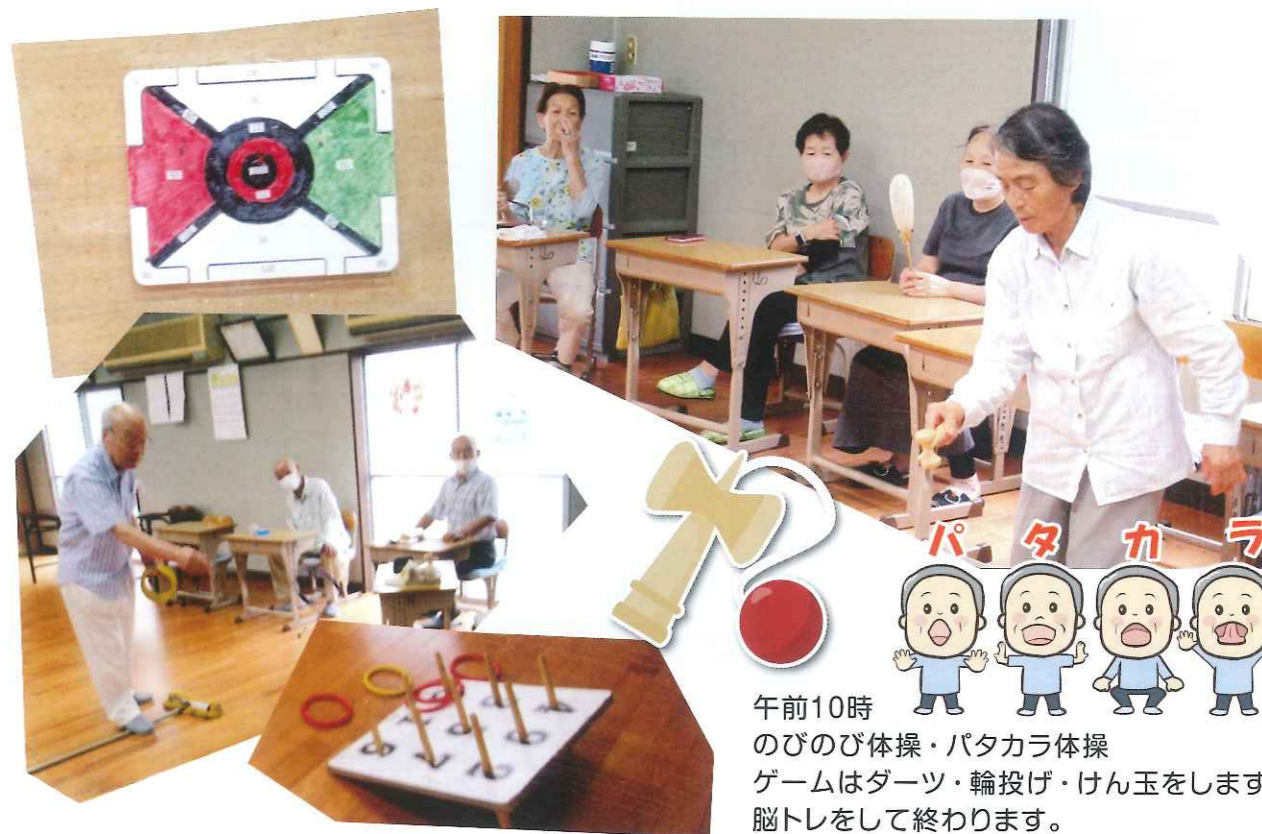 パタカラ
午前10時
のびのび体操・パタカラ体操
ゲームはダーツ・輪投げ・けん玉をします
脳トレをして終わります。